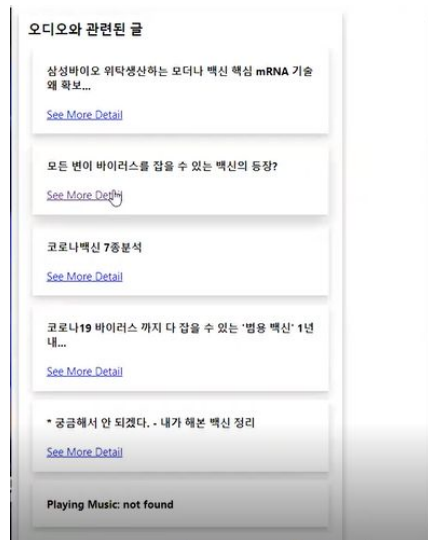 오디오와 관련된 글
삼성바이오 위탁생산하는 모더나 백신 핵심 mRNA 기술
왜 확보...
See More Detail
모든 변이 바이러스를 잡을 수 있는 백신의 등장?
See More Detail
코로나백신 7종분석
See More Detail
코로나19 바이러스 까지 다 잡을 수 있는 '범용 백신' 1년
내...
See More Detail
* 궁금해서 안 되겠다. - 내가 해본 백신 정리
See More Detail
Playing Music: not found